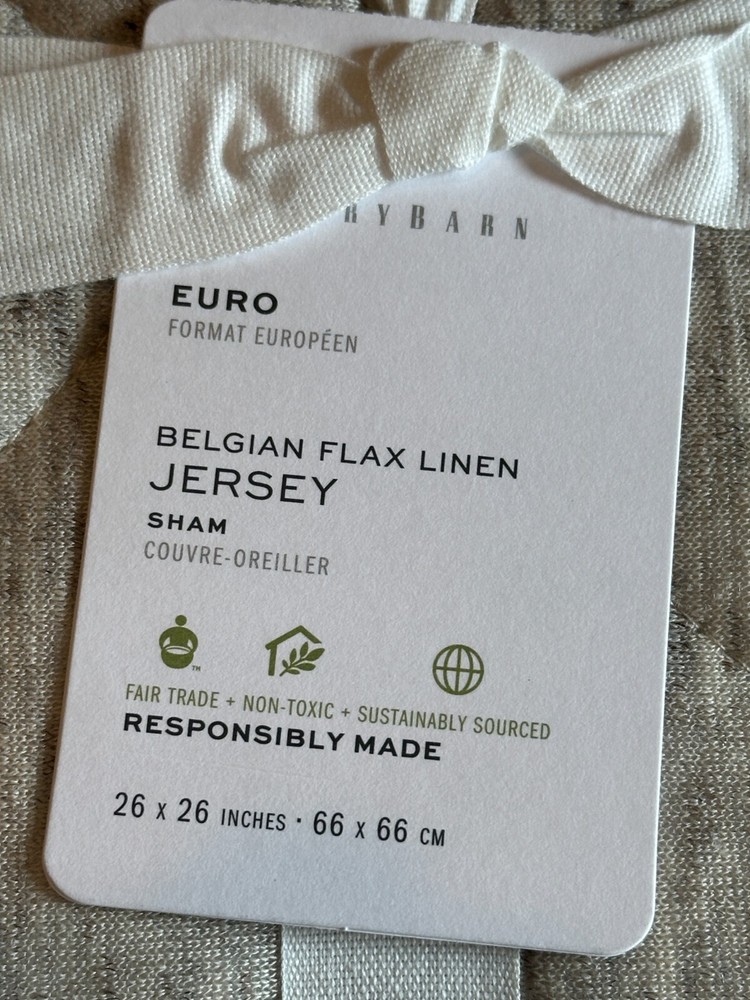 RYBARN
EURO
FORMAT EUROPÉEN
BELGIAN FLAX LINEN
JERSEY
SHAM
COUVRE-OREILLER
TM
FAIR TRADE + NON-TOXIC + SUSTAINABLY SOURCED
RESPONSIBLY MADE
26 x 26 INCHES · 66 x 66 CM